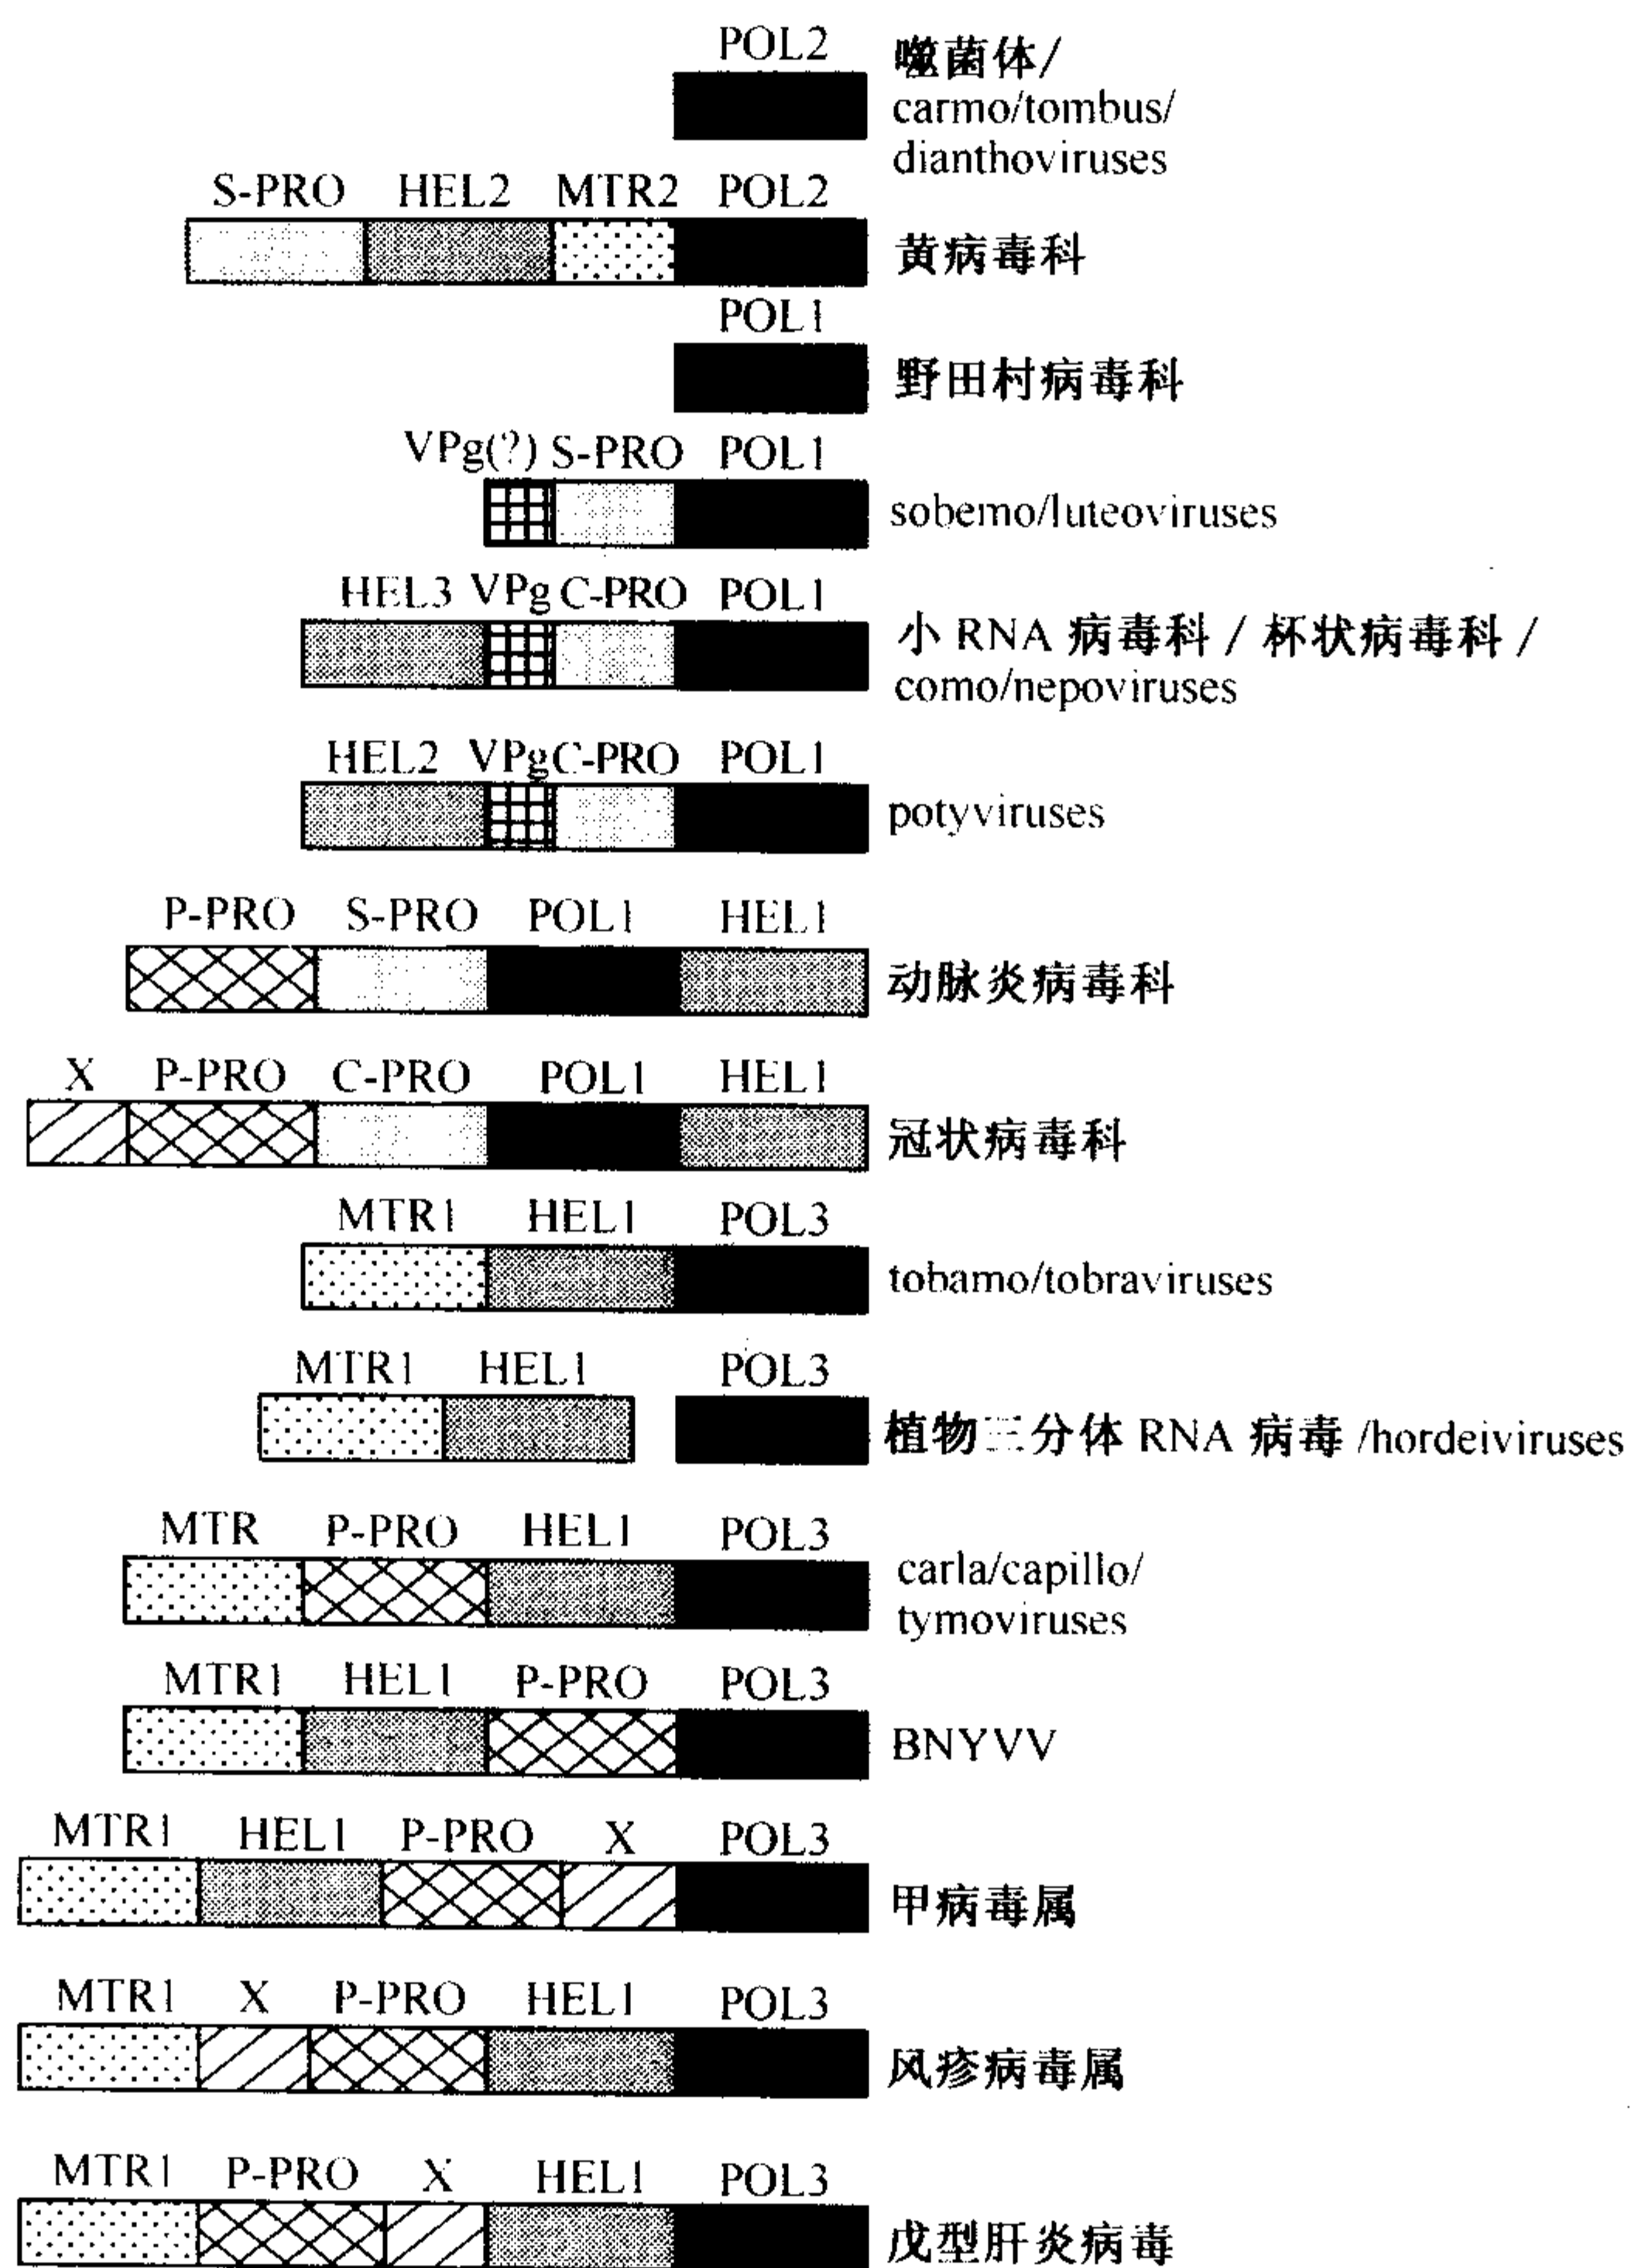 POL2
噬菌体/
carmo/tombus/
dianthoviruses
S-PRO HEL2 MTR2 POL2
黄病毒科
POL1
野田村病毒科
VPg(?) S-PRO POL1
sobemo/luteoviruses
HEL3 VPg C-PRO POL1
小 RNA 病毒科 / 杯状病毒科 /
como/nepoviruses
HEL2 VPg C-PRO POL1
potyviruses
P-PRO S-PRO POL1 HEL1
动脉炎病毒科
X P-PRO C-PRO POL1 HEL1
冠状病毒科
MTR1 HEL1 POL3
tobamo/tobraviruses
MTR1 HEL1 POL3
植物三分体 RNA 病毒 /hordeiviruses
MTR P-PRO HEL1 POL3
carla/capillo/
tymoviruses
MTR1 HEL1 P-PRO POL3
BNYVV
MTR1 HEL1 P-PRO X POL3
甲病毒属
MTR1 X P-PRO HEL1 POL3
风疹病毒属
MTR1 P-PRO X HEL1 POL3
戊型肝炎病毒